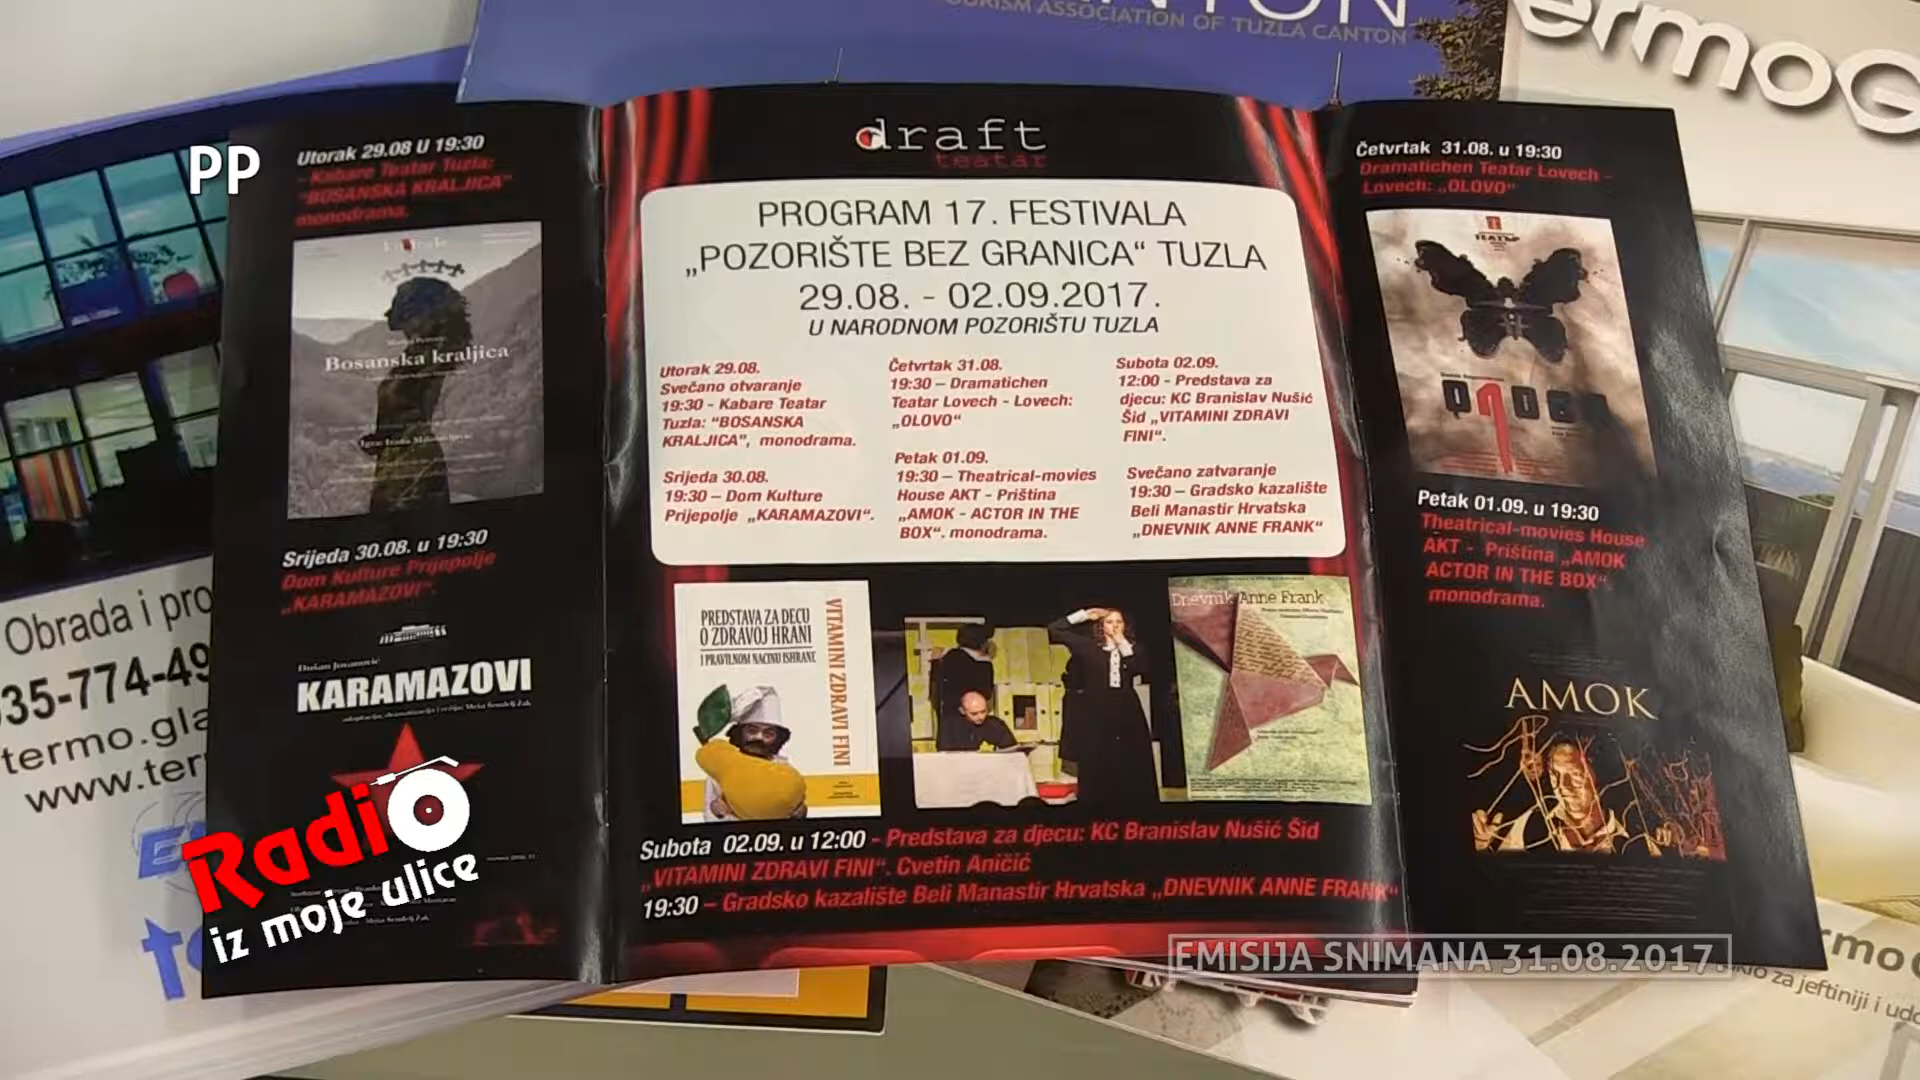 TOURISM ASSOCIATION OF TUZLA CANTON
ermoG
PP
Utorak 29.08 U 19:30
- Kabare Teatar Tuzla:
"BOSANSKA KRALJICA"
monodrama.
Bosanska kraljica
Srijeda 30.08. u 19:30
Dom Kulture Prijepolje
„KARAMAZOVI“.
Dušan Jovanović
KARAMAZOVI
draft
teatar
PROGRAM 17. FESTIVALA
„POZORIŠTE BEZ GRANICA“ TUZLA
29.08. - 02.09.2017.
U NARODNOM POZORIŠTU TUZLA
Utorak 29.08.
Svečano otvaranje
19:30 - Kabare Teatar
Tuzla: "BOSANSKA
KRALJICA", monodrama.
Srijeda 30.08.
19:30 – Dom Kulture
Prijepolje „KARAMAZOVI“.
Četvrtak 31.08.
19:30 – Dramatichen
Teatar Lovech - Lovech:
„OLOVO“
Petak 01.09.
19:30 – Theatrical-movies
House AKT - Priština
„AMOK - ACTOR IN THE
BOX“. monodrama.
Subota 02.09.
12:00 - Predstava za
djecu: KC Branislav Nušić
Šid „VITAMINI ZDRAVI
FINI“.
Svečano zatvaranje
19:30 – Gradsko kazalište
Beli Manastir Hrvatska
„DNEVNIK ANNE FRANK“
PREDSTAVA ZA DECU
O ZDRAVOJ HRANI
I PRAVILNOM NAČINU ISHRANE
VITAMINI ZDRAVI FINI
Dnevnik Anne Frank
Subota 02.09. u 12:00 - Predstava za djecu: KC Branislav Nušić Šid
„VITAMINI ZDRAVI FINI“. Cvetin Aničić
19:30 – Gradsko kazalište Beli Manastir Hrvatska „DNEVNIK ANNE FRANK“
Četvrtak 31.08. u 19:30
Dramatichen Teatar Lovech -
Lovech: „OLOVO“
Petak 01.09. u 19:30
Theatrical-movies House
AKT - Priština „AMOK
ACTOR IN THE BOX“.
monodrama.
AMOK
Obrada i pro
035-774-49
termo.gla
www.ter
Radio
iz moje ulice
EMISIJA SNIMANA 31.08.2017.
rmo
za jeftiniji i udo